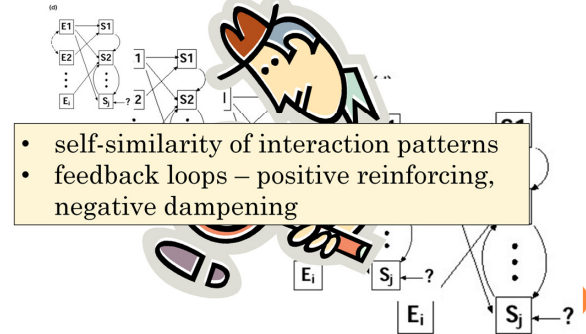 (d)
E1 S1
1 S1
E2 S2
2 S2
Ei Sj ?
• self-similarity of interaction patterns
• feedback loops – positive reinforcing,
negative dampening
Ei Sj ?
Ei Sj ?